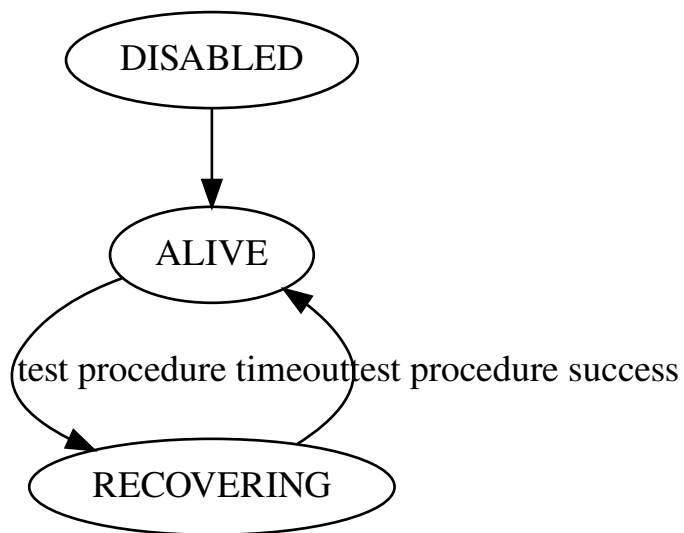 DISABLED
ALIVE
test procedure timeout
test procedure success
RECOVERING